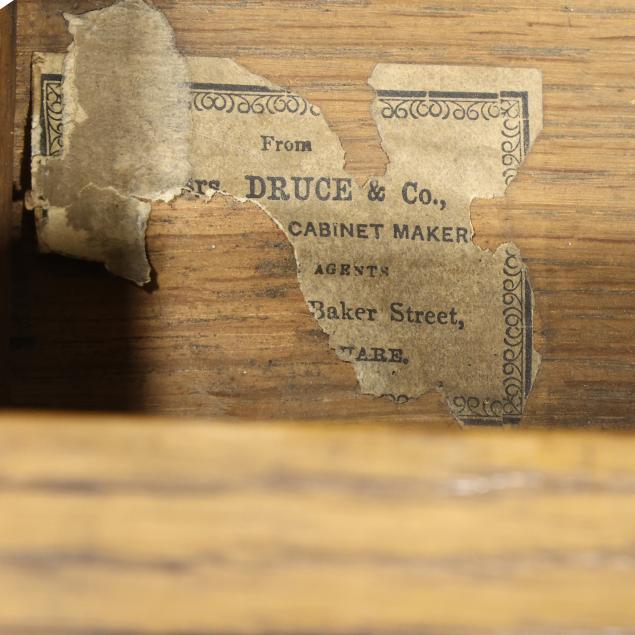 From
rs. DRUCE & Co.,
CABINET MAKER
AGENTS
Baker Street,
UARE.